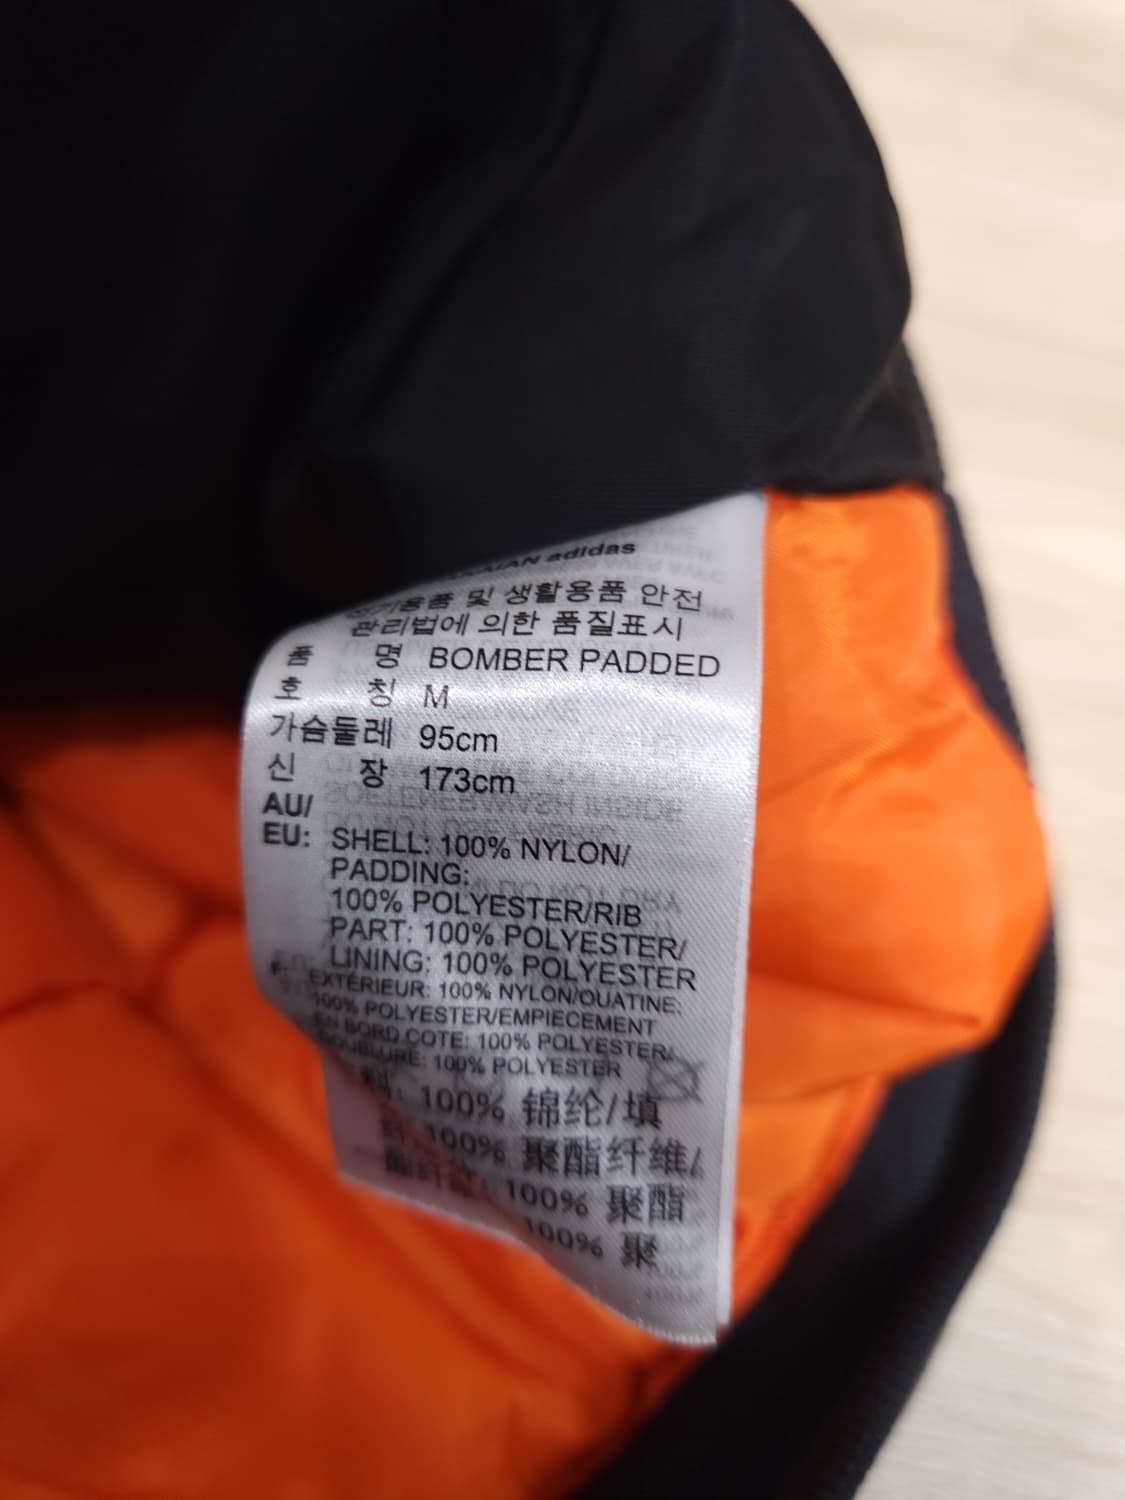 adidas
기용품 및 생활용품 안전
관리법에 의한 품질표시
품 명 BOMBER PADDED
호 칭 M
가슴둘레 95cm
신 장 173cm
AU/
EU: SHELL: 100% NYLON/
PADDING:
100% POLYESTER/RIB
PART: 100% POLYESTER/
LINING: 100% POLYESTER
F: EXTÉRIEUR: 100% NYLON/OUATINE:
100% POLYESTER/EMPIECEMENT
EN BORD COTE: 100% POLYESTER/
DOUBLURE: 100% POLYESTER
100% 锦纶/填
100% 聚酯纤维/
100% 聚酯
100% 聚